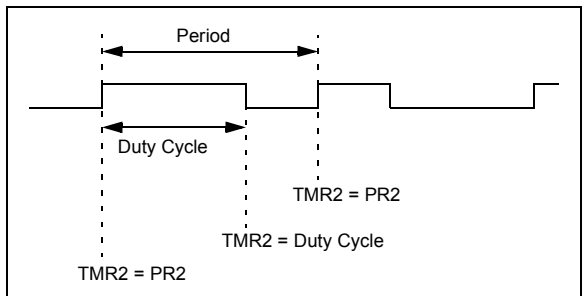 Period
Duty Cycle
TMR2 = PR2
TMR2 = Duty Cycle
TMR2 = PR2